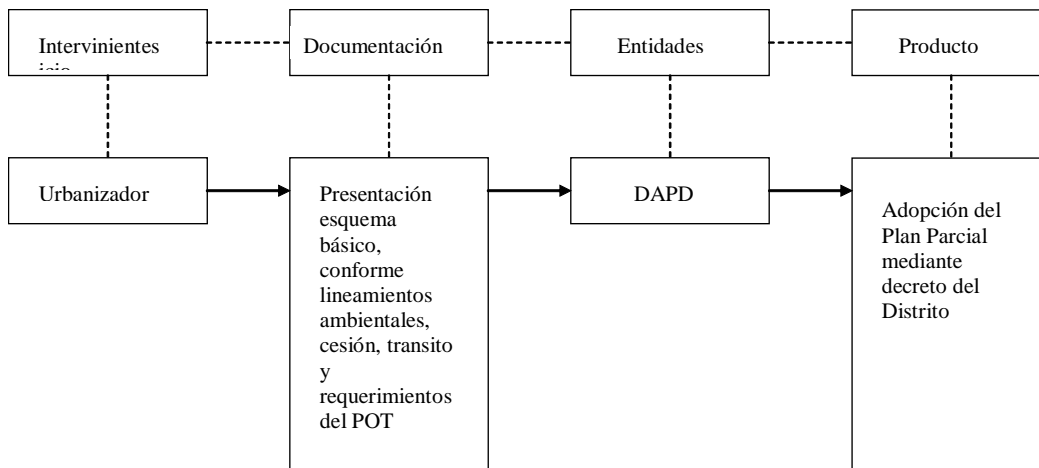 Intervinientes
Documentación
Entidades
Producto
Urbanizador
Presentación
esquema
básico,
conforme
lineamientos
ambientales,
cesión, transito
y
requerimientos
del POT
DAPD
Adopción del
Plan Parcial
mediante
decreto del
Distrito